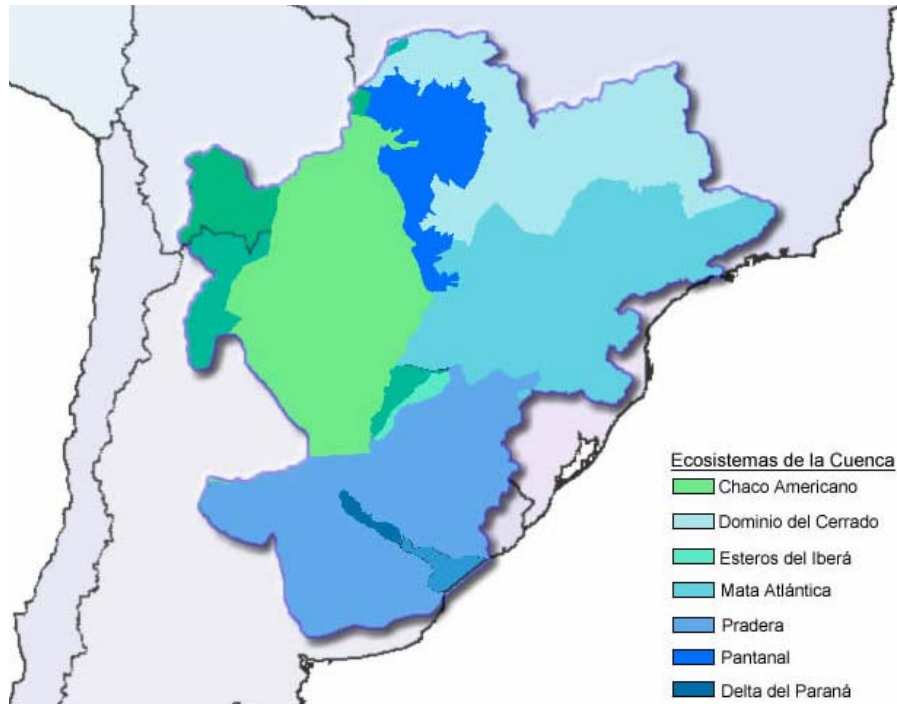 Ecosistemas de la Cuenca
Chaco Americano
Dominio del Cerrado
Esteros del Iberá
Mata Atlántica
Pradera
Pantanal
Delta del Paraná